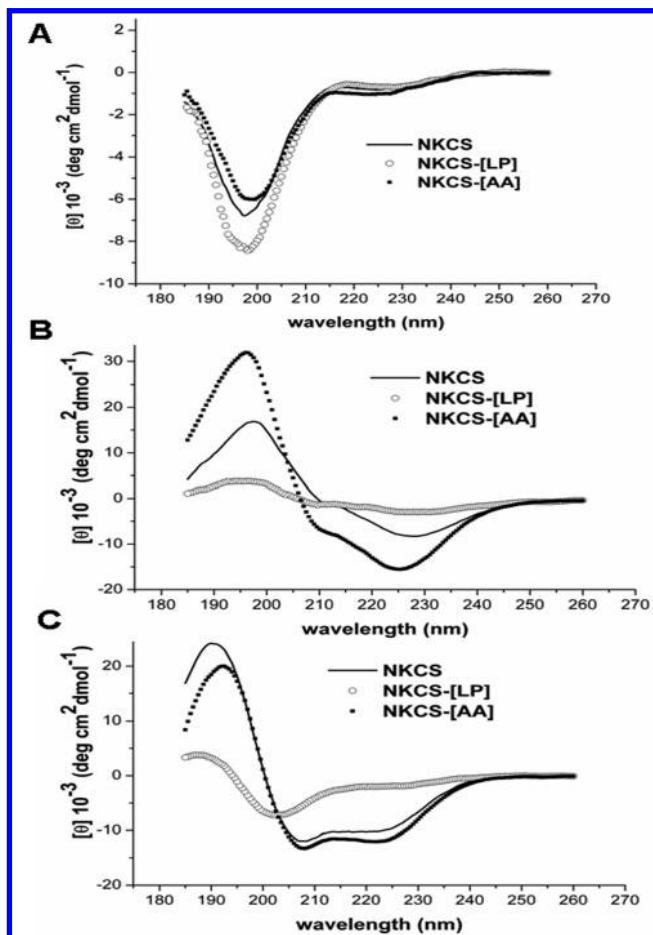 A
2
0
-2
-4
-6
-8
-10
[θ] 10⁻³ (deg cm²dmol⁻¹)
NKCS
NKCS-[LP]
NKCS-[AA]
180 190 200 210 220 230 240 250 260 270
wavelength (nm)
B
30
20
10
0
-10
-20
[θ] 10⁻³ (deg cm²dmol⁻¹)
NKCS
NKCS-[LP]
NKCS-[AA]
180 190 200 210 220 230 240 250 260 270
wavelength (nm)
C
20
10
0
-10
-20
[θ] 10⁻³ (deg cm²dmol⁻¹)
NKCS
NKCS-[LP]
NKCS-[AA]
180 190 200 210 220 230 240 250 260 270
wavelength (nm)